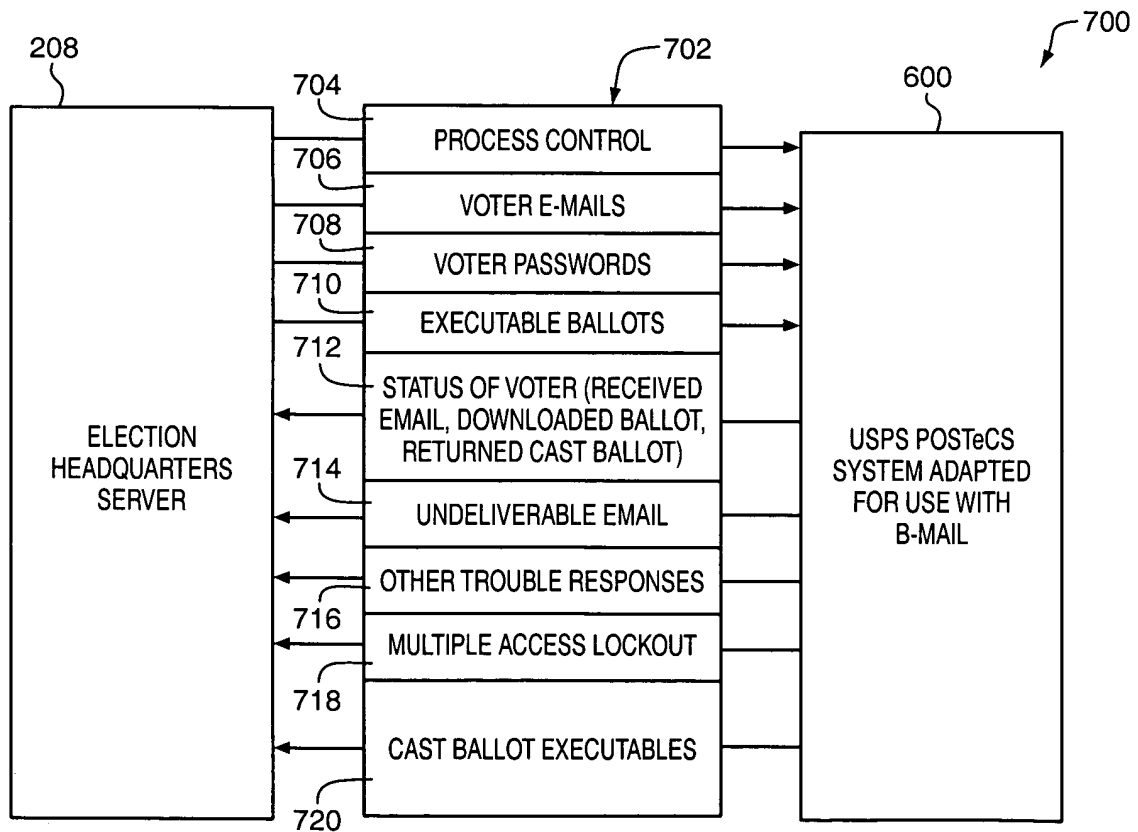 700
208
702
600
704
PROCESS CONTROL
706
VOTER E-MAILS
708
VOTER PASSWORDS
710
EXECUTABLE BALLOTS
712
STATUS OF VOTER (RECEIVED
EMAIL, DOWNLOADED BALLOT,
RETURNED CAST BALLOT)
714
UNDELIVERABLE EMAIL
OTHER TROUBLE RESPONSES
716
MULTIPLE ACCESS LOCKOUT
718
CAST BALLOT EXECUTABLES
720
ELECTION
HEADQUARTERS
SERVER
USPS POSTeCS
SYSTEM ADAPTED
FOR USE WITH
B-MAIL